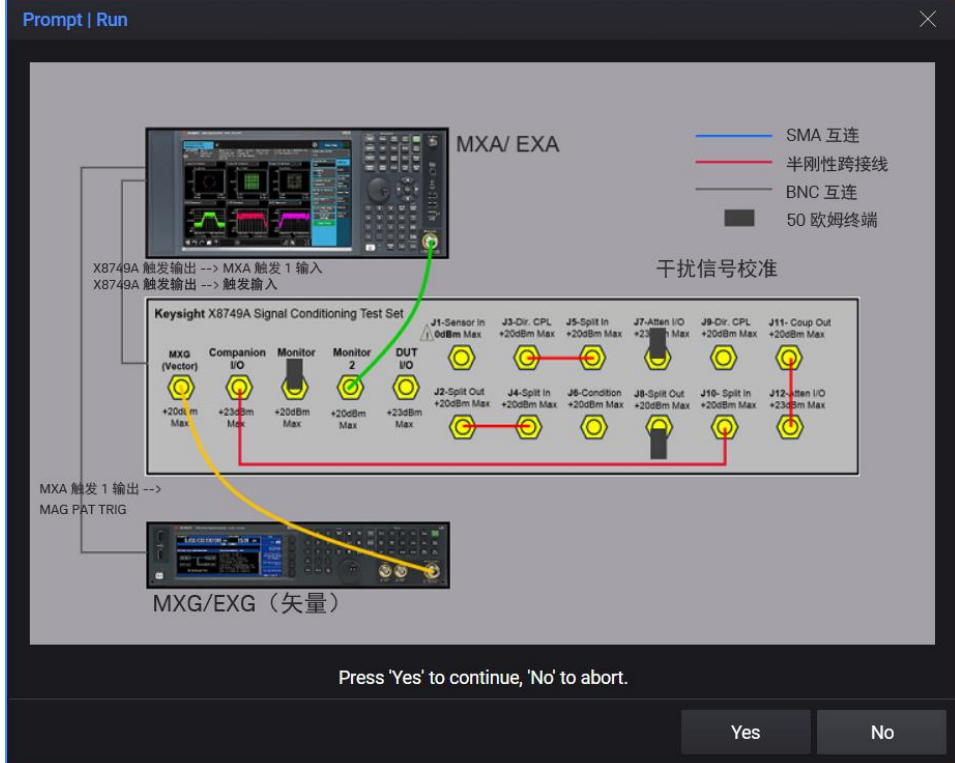 Prompt | Run
MXA/ EXA
SMA 互连
半刚性跨接线
BNC 互连
50 欧姆终端
X8749A 触发输出 --> MXA 触发 1 输入
X8749A 触发输出 --> 触发输入
干扰信号校准
Keysight X8749A Signal Conditioning Test Set
MXG
(Vector)
+20dBm
Max
Companion
I/O
+23dBm
Max
Monitor
+20dBm
Max
Monitor
2
+20dBm
Max
DUT
I/O
+23dBm
Max
J1-Sensor In
0dBm Max
J3-Dir. CPL
+20dBm Max
J5-Split In
+20dBm Max
J7-Atten I/O
+23dBm Max
J9-Dir. CPL
+20dBm Max
J11- Coup Out
+20dBm Max
J2-Split Out
+20dBm Max
J4-Split In
+20dBm Max
J6-Condition
+20dBm Max
J8-Split Out
+20dBm Max
J10- Split In
+20dBm Max
J12-Atten I/O
+23dBm Max
MXA 触发 1 输出 -->
MAG PAT TRIG
MXG/EXG（矢量）
Press 'Yes' to continue, 'No' to abort.
Yes
No